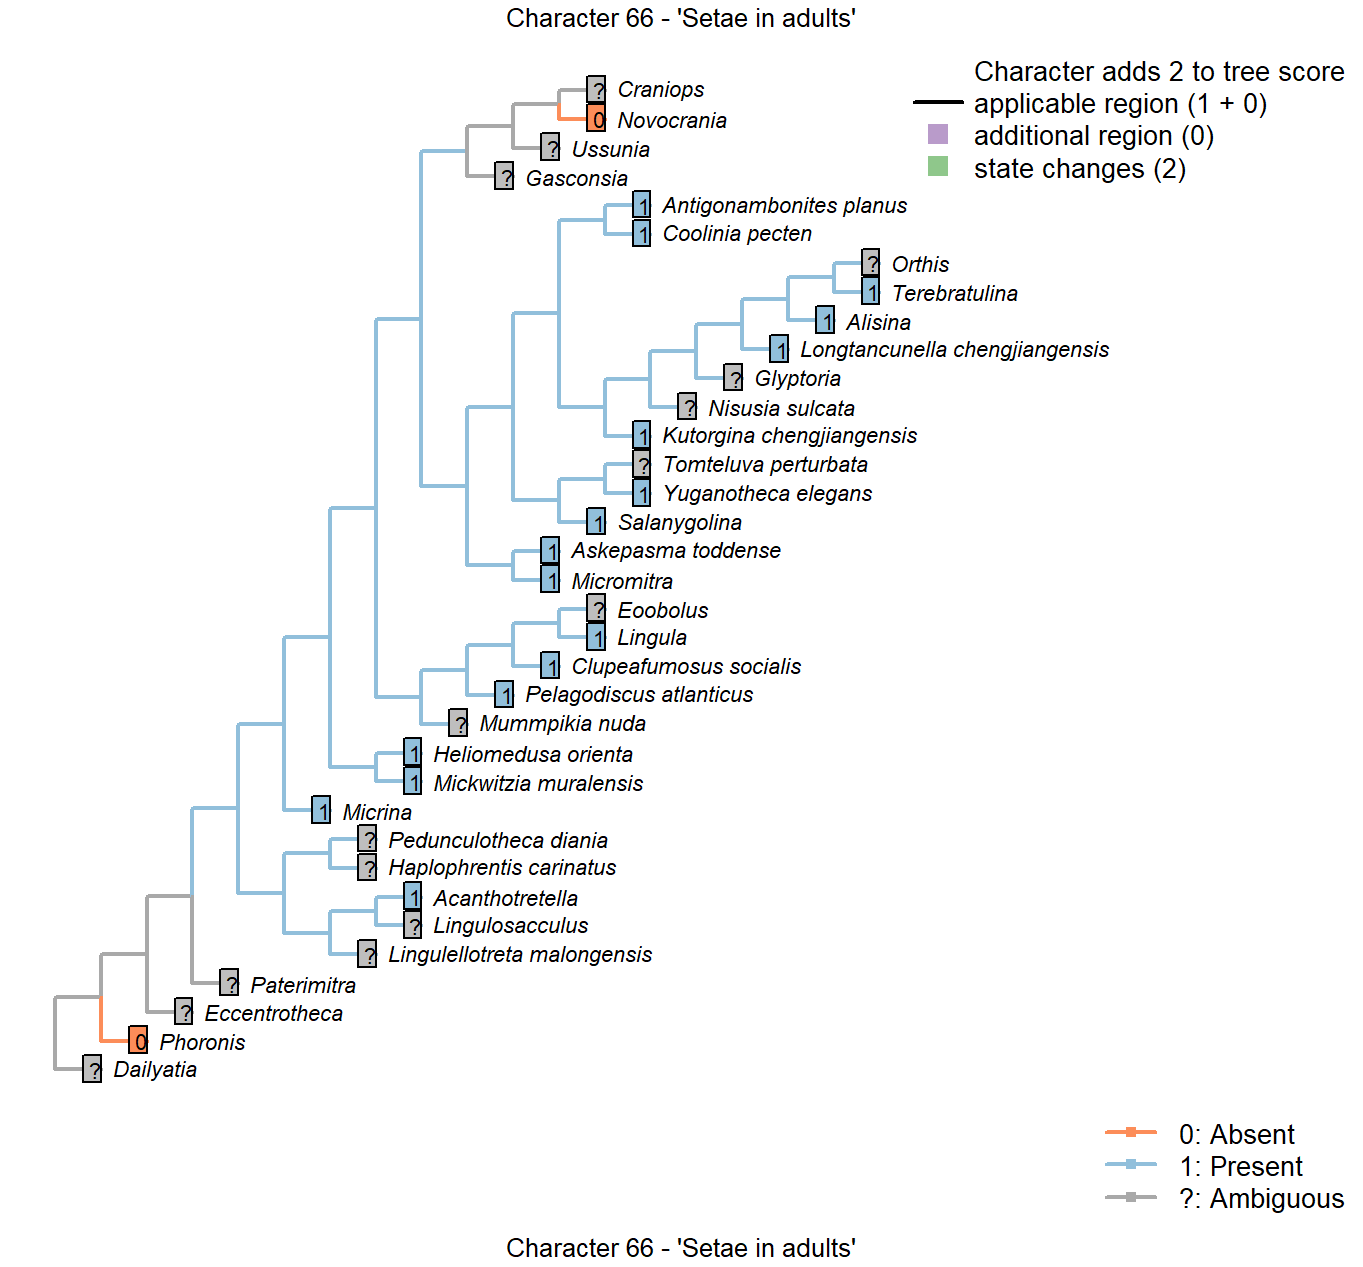 Character 66 - 'Setae in adults'
Character adds 2 to tree score
applicable region (1 + 0)
additional region (0)
state changes (2)
? Craniops
0 Novocrania
? Ussunia
? Gasconsia
1 Antigonambonites planus
1 Coolinia pecten
? Orthis
1 Terebratulina
1 Alisina
1 Longtancunella chengjiangensis
? Glyptoria
? Nisusia sulcata
1 Kutorgina chengjiangensis
? Tomteluva perturbata
1 Yuganotheca elegans
1 Salanygolina
1 Askepasma toddense
1 Micromitra
? Eoobolus
1 Lingula
1 Clupeafumosus socialis
1 Pelagodiscus atlanticus
? Mummpikia nuda
1 Heliomedusa orienta
1 Mickwitzia muralensis
1 Micrina
? Pedunculotheca diania
? Haplophrentis carinatus
1 Acanthotretella
? Lingulosacculus
? Lingulellotreta malongensis
? Paterimitra
? Eccentrotheca
0 Phoronis
? Dailyatia
0: Absent
1: Present
?: Ambiguous
Character 66 - 'Setae in adults'